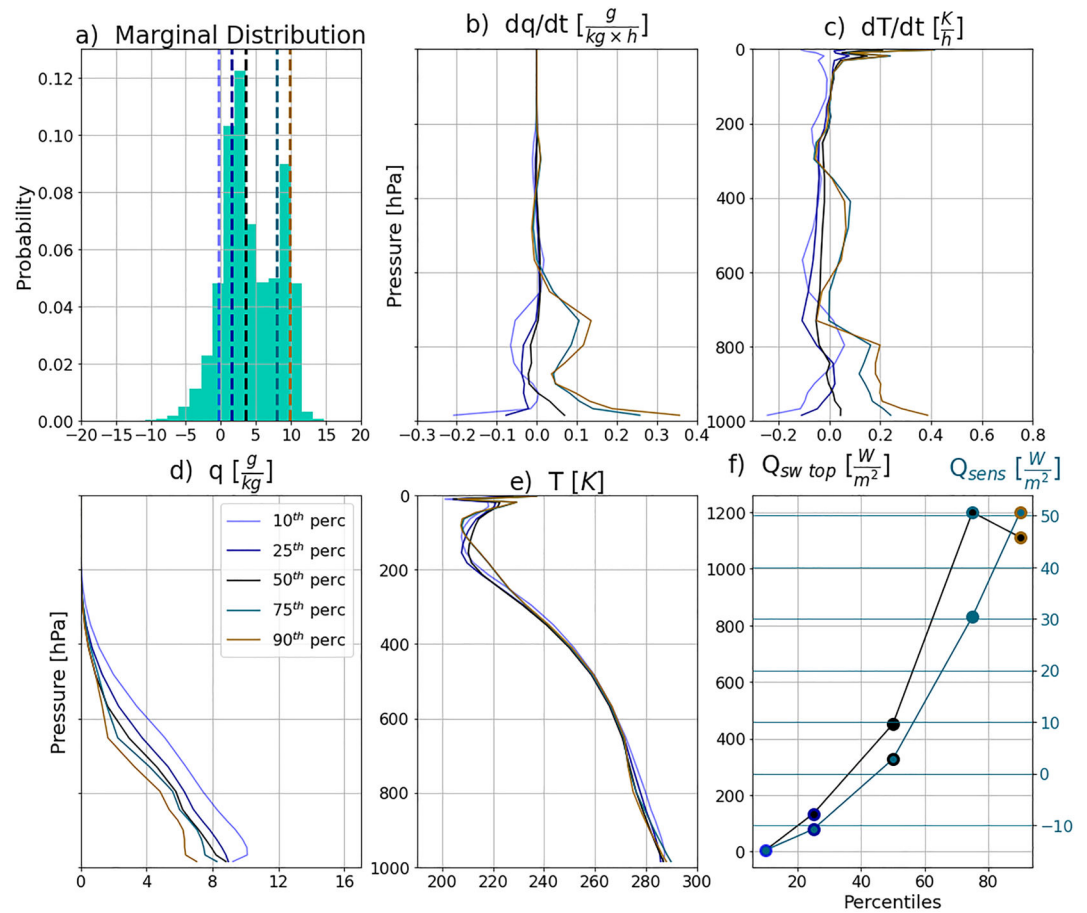 a) Marginal Distribution
b) dq/dt [g/(kg × h)]
c) dT/dt [K/h]
Probability
0.12
0.10
0.08
0.06
0.04
0.02
0.00
−20 −15 −10 −5 0 5 10 15 20
Pressure [hPa]
−0.3 −0.2 −0.1 0.0 0.1 0.2 0.3 0.4
0
200
400
600
800
1000
−0.2 0.0 0.2 0.4 0.6 0.8
d) q [g/kg]
e) T [K]
f) Q_sw top [W/m²]
Q_sens [W/m²]
Pressure [hPa]
10th perc
25th perc
50th perc
75th perc
90th perc
0 4 8 12 16
0
200
400
600
800
1000
200 220 240 260 280 300
1200
1000
800
600
400
200
0
50
40
30
20
10
0
−10
20 40 60 80
Percentiles